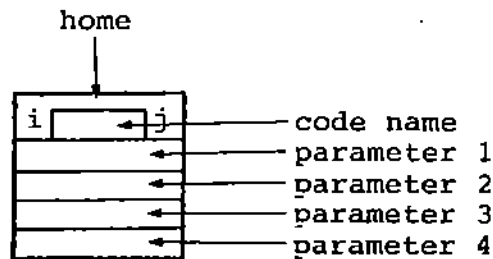 home
i j code name
parameter 1
parameter 2
parameter 3
parameter 4